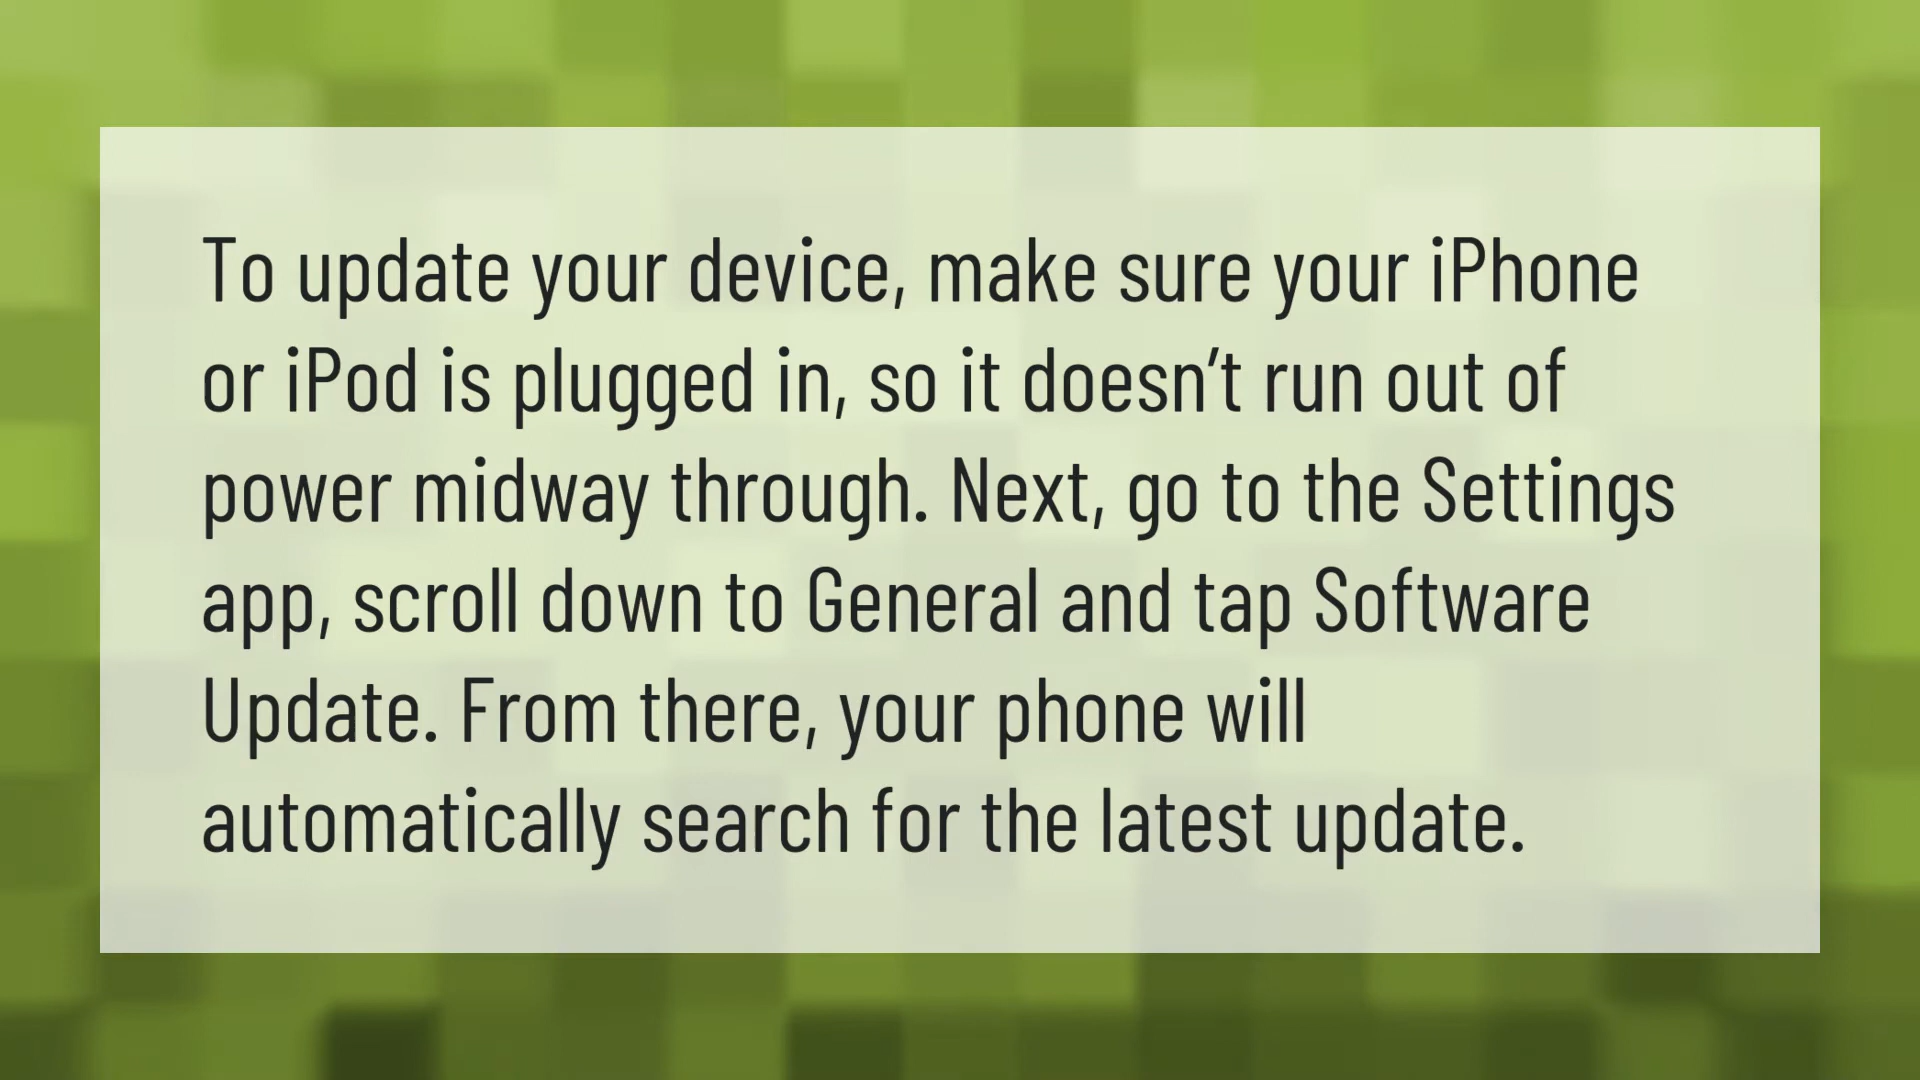 To update your device, make sure your iPhone
or iPod is plugged in, so it doesn’t run out of
power midway through. Next, go to the Settings
app, scroll down to General and tap Software
Update. From there, your phone will
automatically search for the latest update.